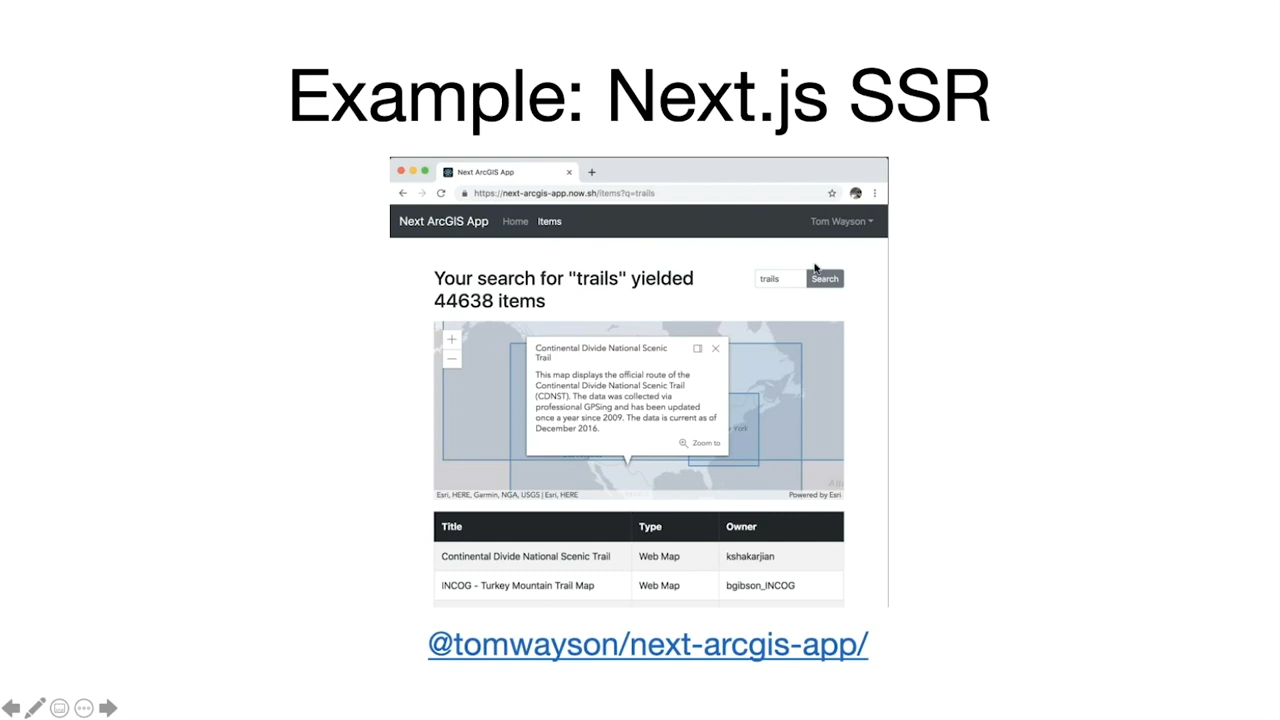 Example: Next.js SSR
Next ArcGIS App
https://next-arcgis-app.now.sh/items?q=trails
Next ArcGIS App Home Items Tom Wayson
Your search for "trails" yielded
44638 items
trails Search
Continental Divide National Scenic
Trail
This map displays the official route of the
Continental Divide National Scenic Trail
(CDNST). The data was collected via
professional GPSing and has been updated
once a year since 2009. The data is current as of
December 2016.
Zoom to
York
Esri, HERE, Garmin, NGA, USGS | Esri, HERE Powered by Esri
Title Type Owner
Continental Divide National Scenic Trail Web Map kshakarjian
INCOG - Turkey Mountain Trail Map Web Map bgibson_INCOG
@tomwayson/next-arcgis-app/